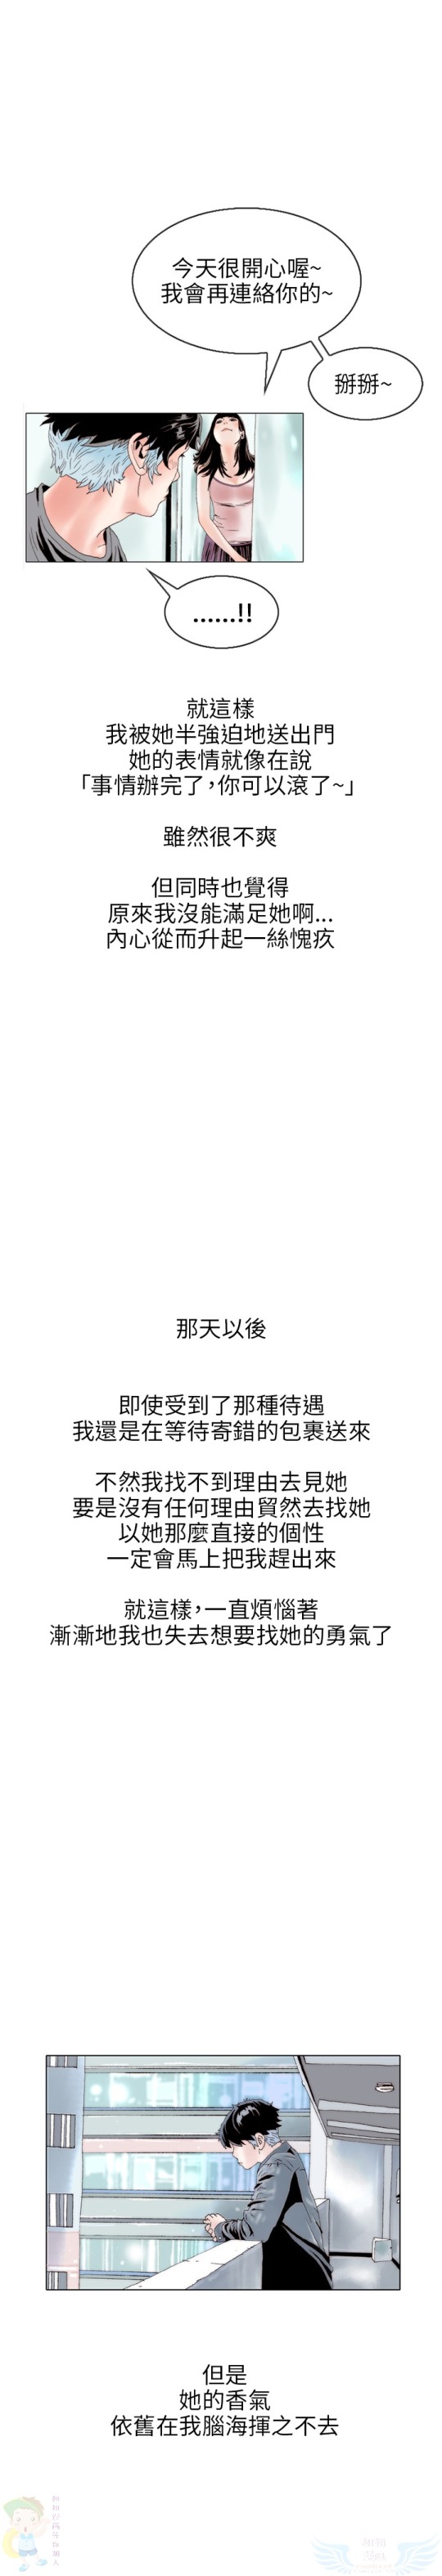 今天很開心喔~
我會再連絡你的~
掰掰~
......!!
就這樣
我被她半強迫地送出門
她的表情就像在說
「事情辦完了,你可以滾了~」
雖然很不爽
但同時也覺得
原來我沒能滿足她啊...
內心從而升起一絲愧疚
那天以後
即使受到了那種待遇
我還是在等待寄錯的包裹送來
不然我找不到理由去見她
要是沒有任何理由貿然去找她
以她那麼直接的個性
一定會馬上把我趕出來
就這樣,一直煩惱著
漸漸地我也失去想要找她的勇氣了
但是
她的香氣
依舊在我腦海揮之不去